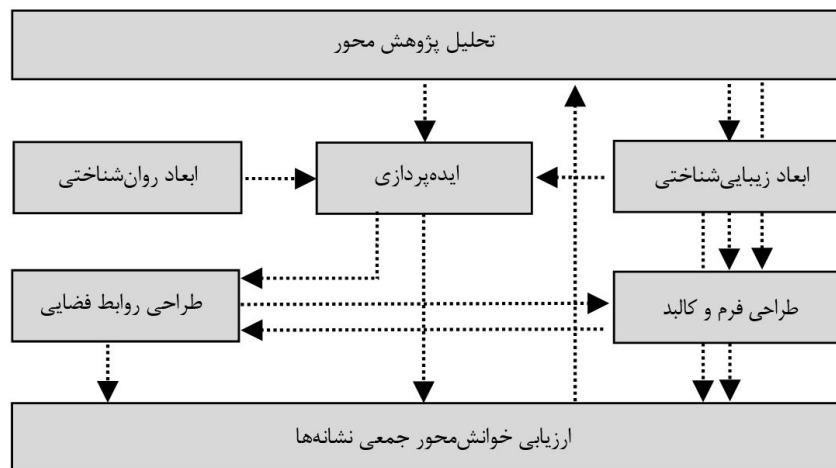 تحلیل پژوهش محور
ابعاد زیبایی‌شناختی
ایده‌پردازی
ابعاد روان‌شناختی
طراحی فرم و کالبد
طراحی روابط فضایی
ارزیابی خوانش‌محور جمعی نشانه‌ها